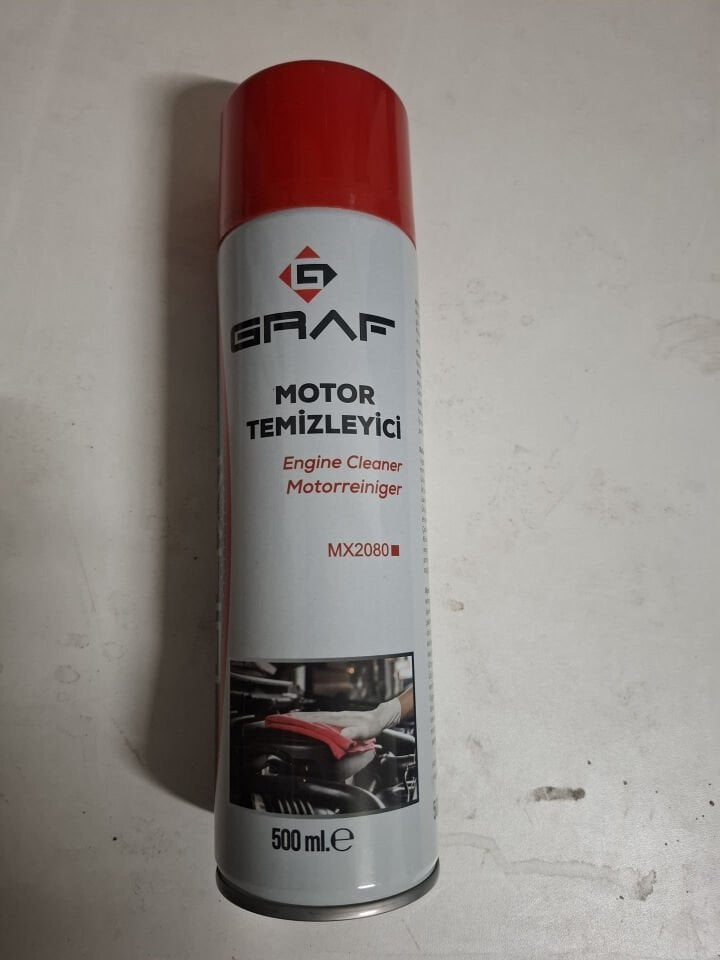 GRAF
MOTOR
TEMİZLEYİCİ
Engine Cleaner
Motorreiniger
MX2080
500 ml.e